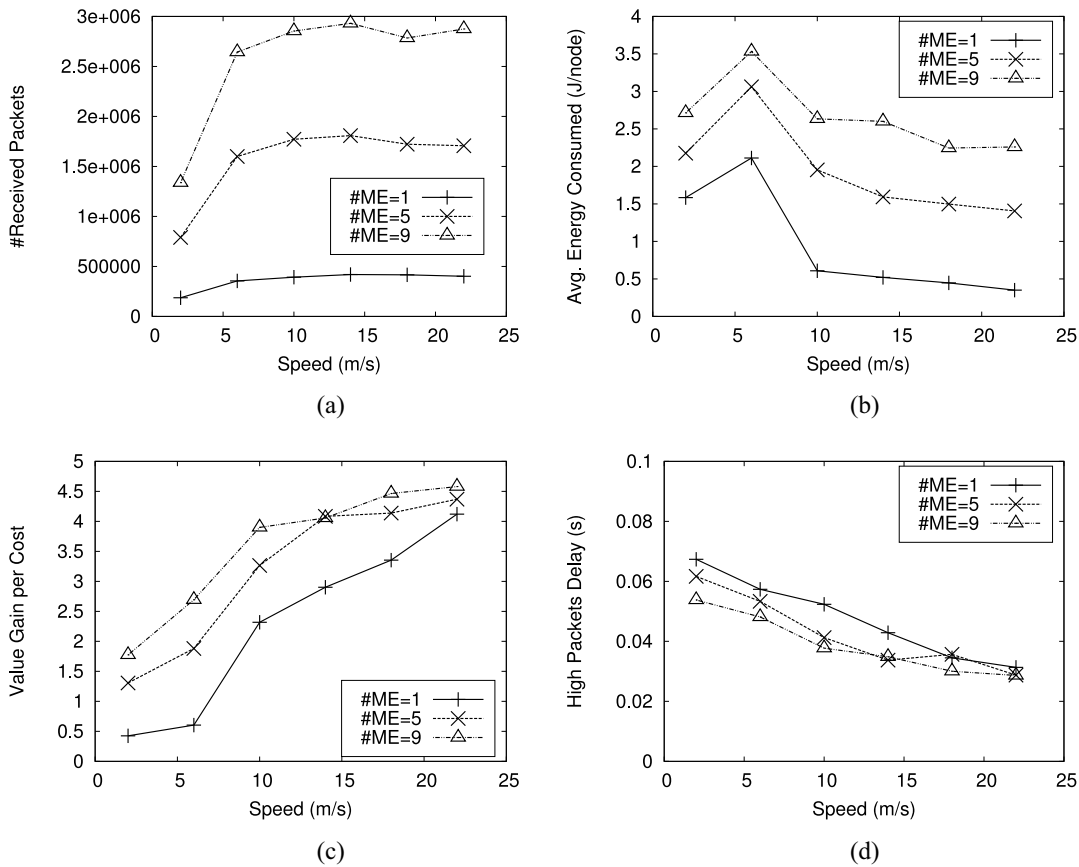 3e+006
2.5e+006
2e+006
1.5e+006
1e+006
500000
0
#Received Packets
#ME=1
#ME=5
#ME=9
0 5 10 15 20 25
Speed (m/s)
(a)
4
3.5
3
2.5
2
1.5
1
0.5
0
Avg. Energy Consumed (J/node)
#ME=1
#ME=5
#ME=9
0 5 10 15 20 25
Speed (m/s)
(b)
5
4.5
4
3.5
3
2.5
2
1.5
1
0.5
0
Value Gain per Cost
#ME=1
#ME=5
#ME=9
0 5 10 15 20 25
Speed (m/s)
(c)
0.1
0.08
0.06
0.04
0.02
0
High Packets Delay (s)
#ME=1
#ME=5
#ME=9
0 5 10 15 20 25
Speed (m/s)
(d)